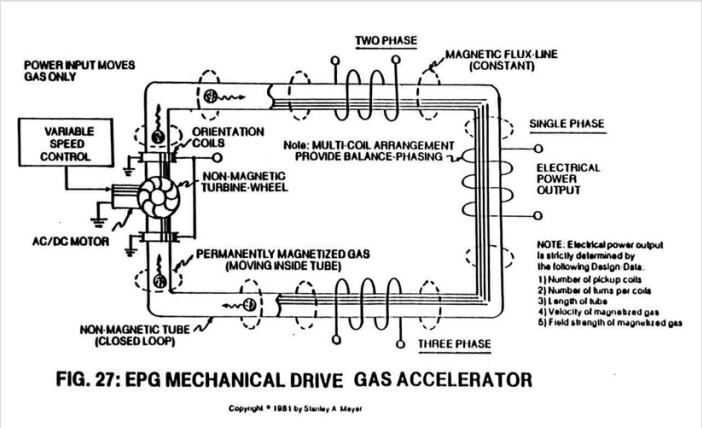 TWO PHASE
POWER INPUT MOVES
GAS ONLY
MAGNETIC FLUX-LINE
(CONSTANT)
VARIABLE
SPEED
CONTROL
ORIENTATION
COILS
SINGLE PHASE
Note: MULTI-COIL ARRANGEMENT
PROVIDE BALANCE-PHASING
NON-MAGNETIC
TURBINE-WHEEL
ELECTRICAL
POWER
OUTPUT
AC/DC MOTOR
PERMANENTLY MAGNETIZED GAS
(MOVING INSIDE TUBE)
NOTE: Electrical power output
is strictly determined by
the following Design Data.
1) Number of pickup coils
2) Number of turns per coils
3) Length of tube
4) Velocity of magnetized gas
5) Field strength of magnetized gas
NON-MAGNETIC TUBE
(CLOSED LOOP)
THREE PHASE
FIG. 27: EPG MECHANICAL DRIVE GAS ACCELERATOR
Copyright © 1981 by Stanley A Meyer